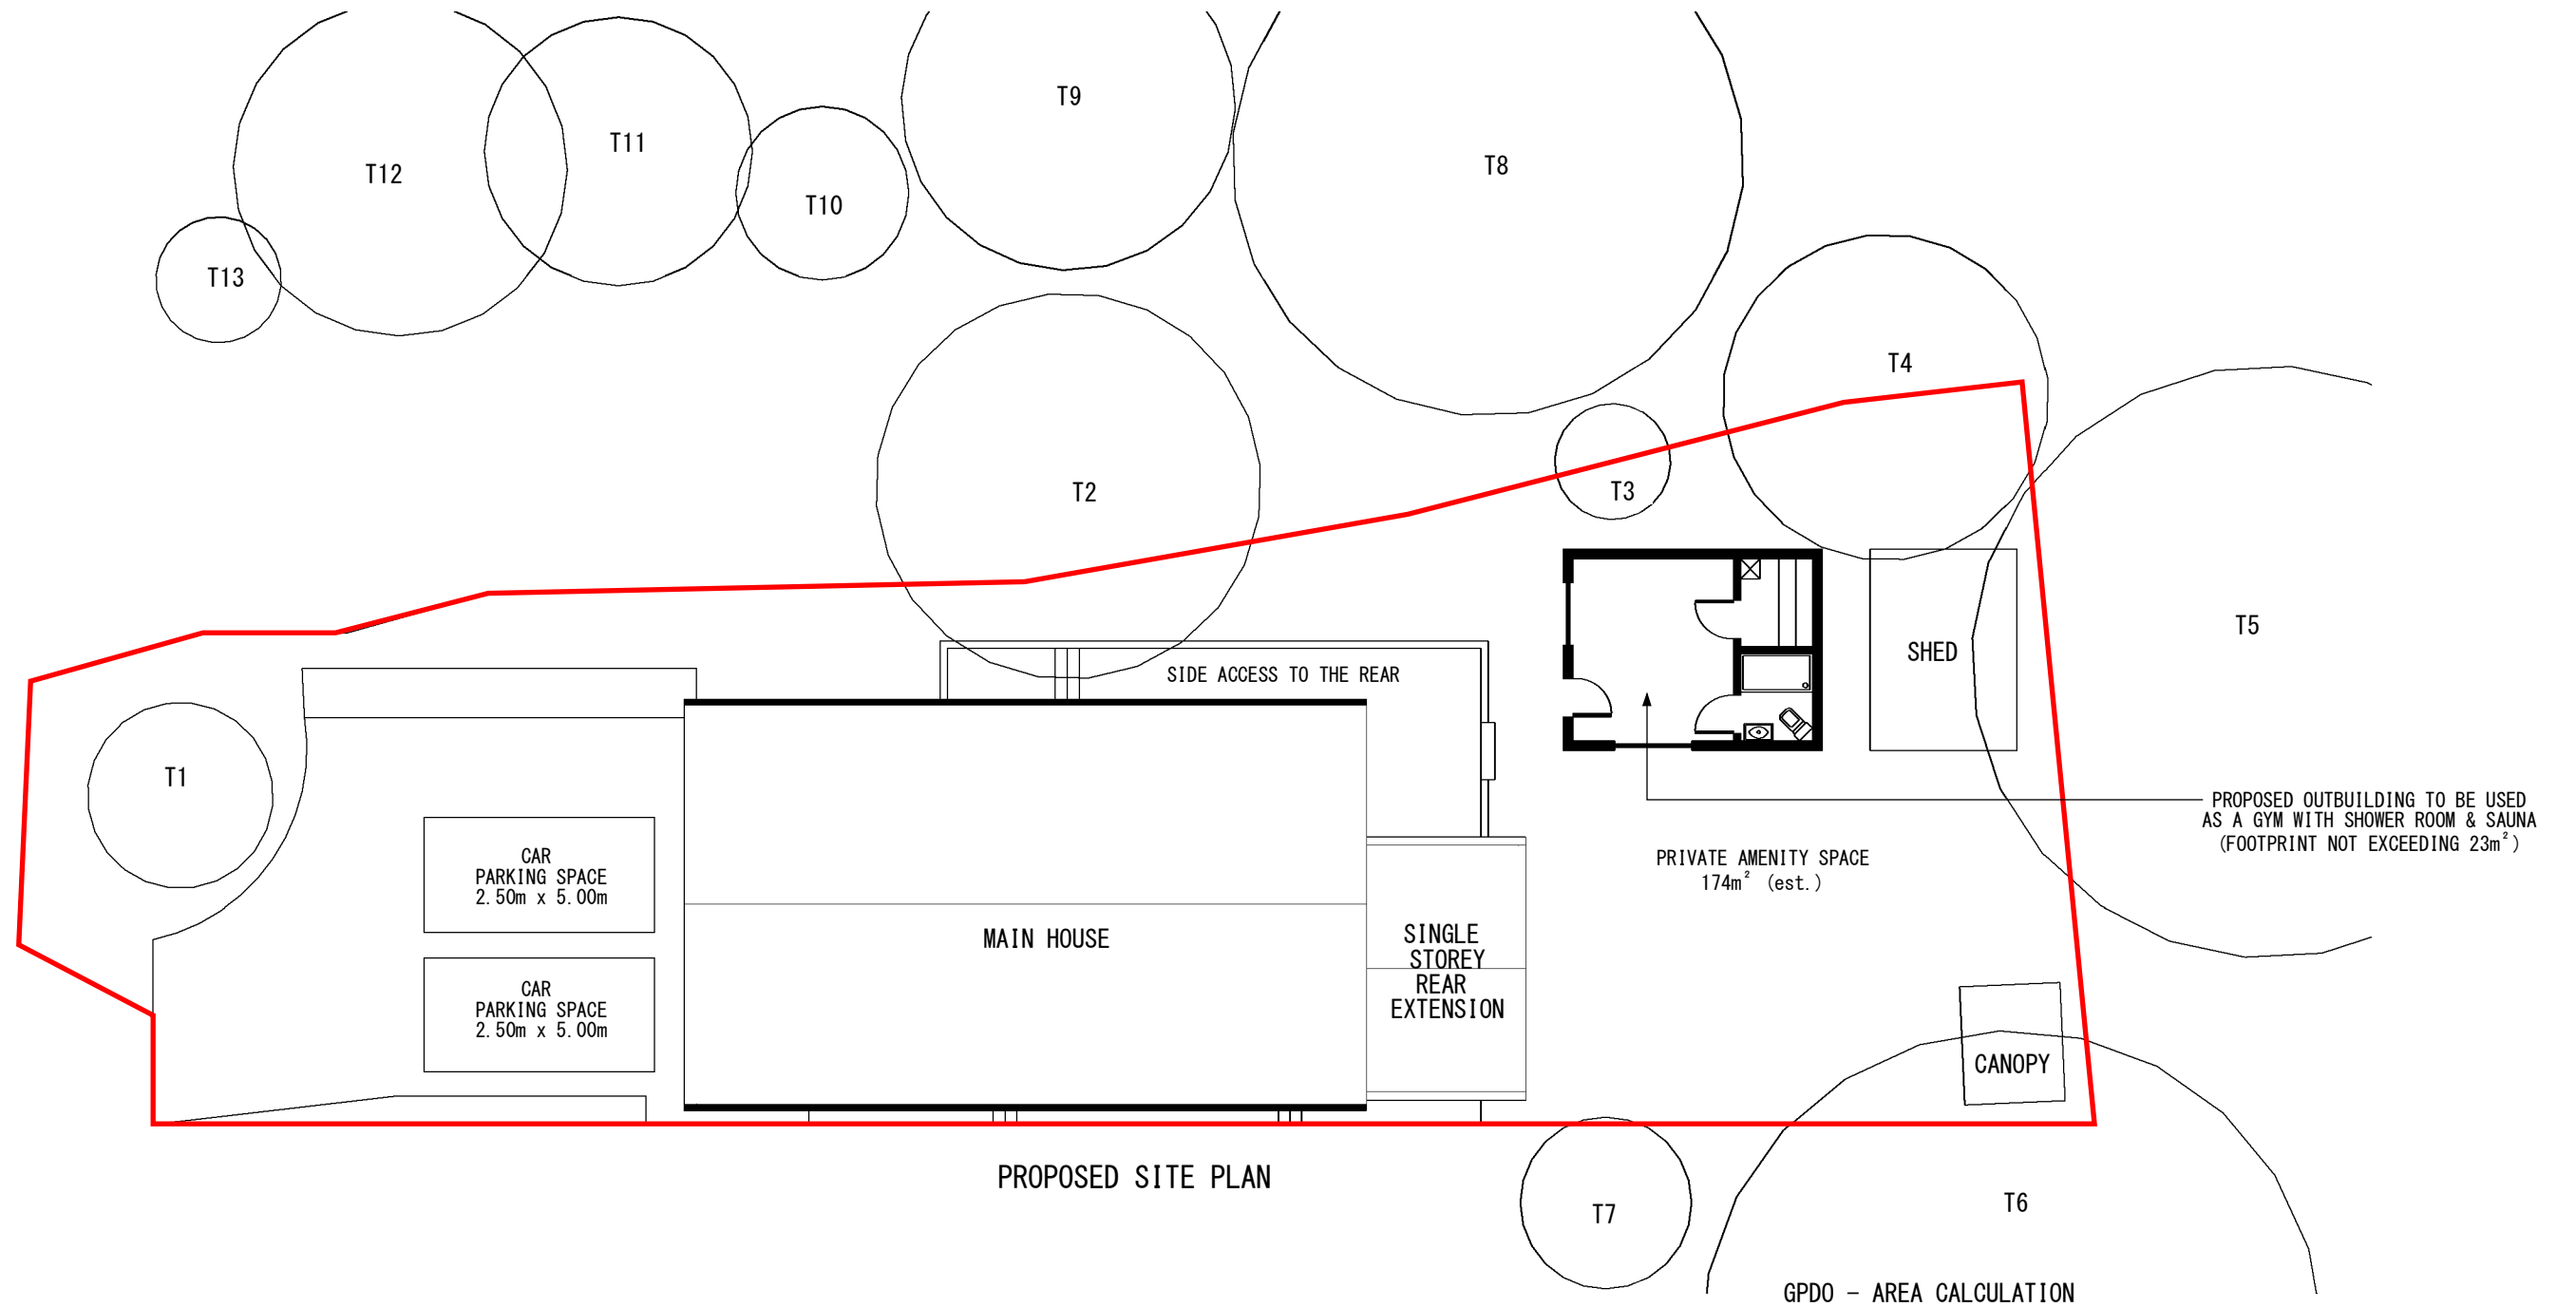 T9
T11
T8
T12
T10
T13
T4
T2
T3
T5
SHED
SIDE ACCESS TO THE REAR
T1
PROPOSED OUTBUILDING TO BE USED
AS A GYM WITH SHOWER ROOM & SAUNA
(FOOTPRINT NOT EXCEEDING 23m²)
CAR
PARKING SPACE
2.50m x 5.00m
PRIVATE AMENITY SPACE
174m² (est.)
MAIN HOUSE
SINGLE
STOREY
REAR
EXTENSION
CAR
PARKING SPACE
2.50m x 5.00m
CANOPY
PROPOSED SITE PLAN
T7
T6
GPDO - AREA CALCULATION